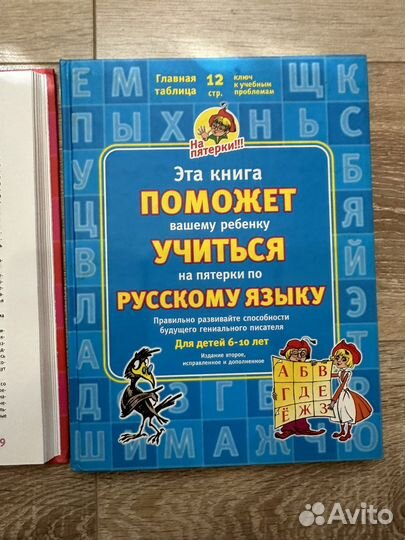 Главная таблица
12 стр.
ключ к учебным проблемам
На пятерки!!!
Эта книга
ПОМОЖЕТ
вашему ребенку
УЧИТЬСЯ
на пятерки по
РУССКОМУ ЯЗЫКУ
Правильно развивайте способности
будущего гениального писателя
Для детей 6-10 лет
Издание второе,
исправленное и дополненное
А Б В
Г Д Е
Ё Ж З
9
Avito